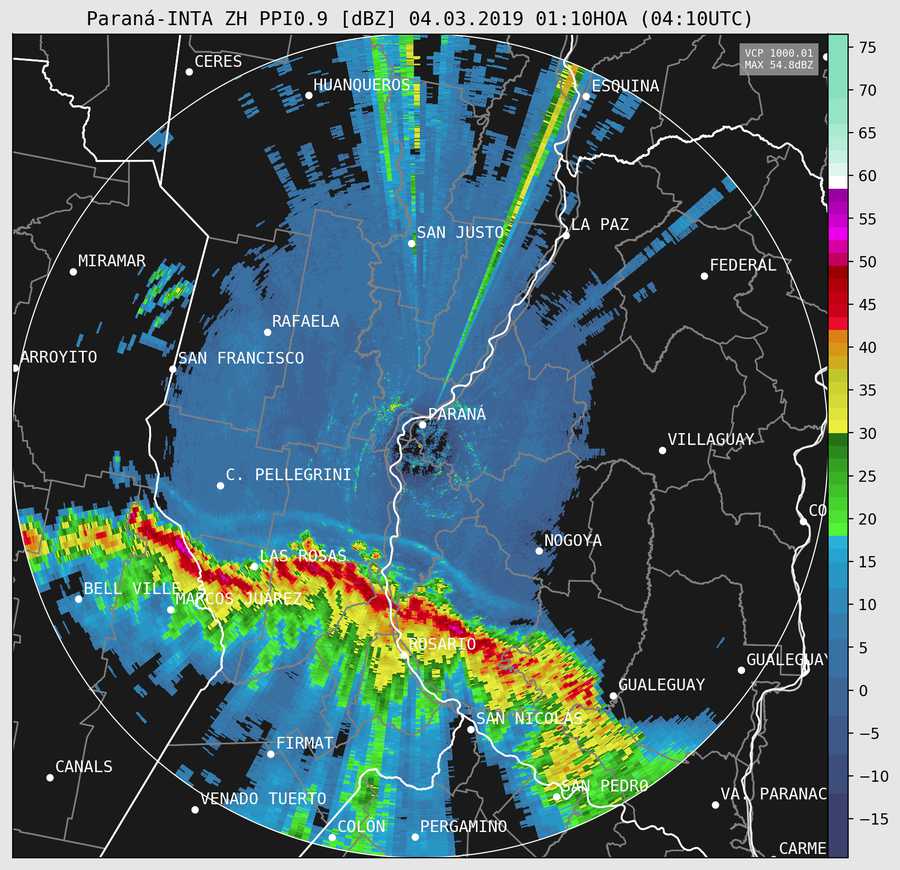 Paraná-INTA ZH PPI0.9 [dBZ] 04.03.2019 01:10HOA (04:10UTC)
VCP 1000.01
MAX 54.8dBZ
75
70
65
60
55
50
45
40
35
30
25
20
15
10
5
0
−5
−10
−15
CERES
HUANQUEROS
ESQUINA
SAN JUSTO
LA PAZ
MIRAMAR
FEDERAL
RAFAELA
ARROYITO
SAN FRANCISCO
PARANÁ
VILLAGUAY
C. PELLEGRINI
CO
NOGOYA
LAS ROSAS
BELL VILLE
MARCOS JUÁREZ
ROSARIO
GUALEGUAY
GUALEGUAY
SAN NICOLÁS
FIRMAT
CANALS
SAN PEDRO
VENADO TUERTO
VA. PARANAC
COLÓN
PERGAMINO
CARME